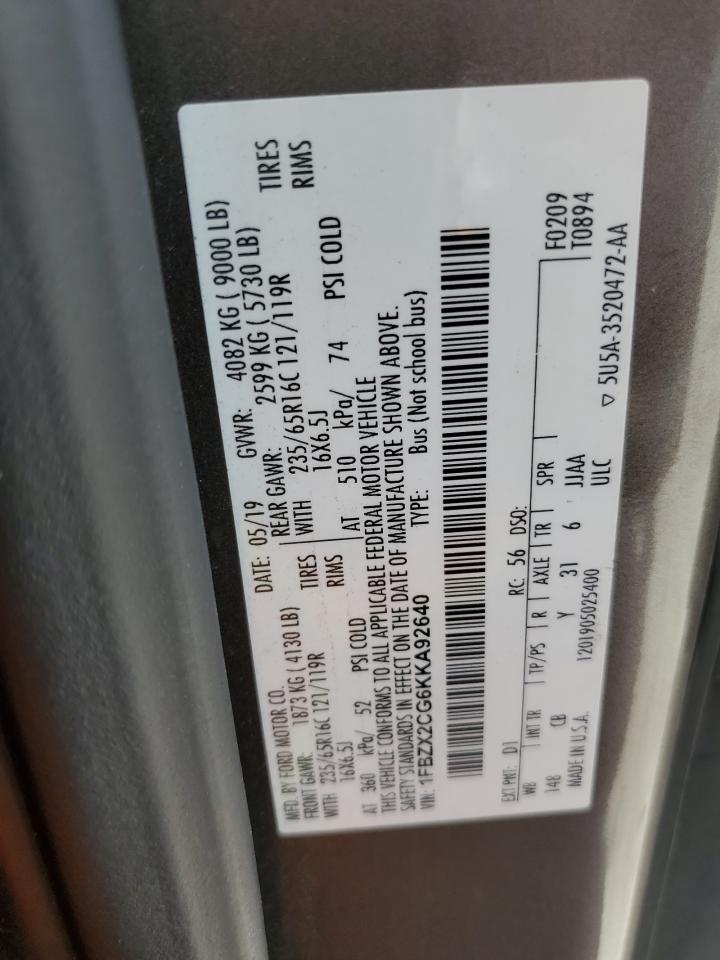 MFD. BY FORD MOTOR CO. DATE: 05/19 GVWR: 4082 KG ( 9000 LB)
FRONT GAWR: 1873 KG ( 4130 LB) REAR GAWR: 2599 KG ( 5730 LB)
WITH 235/65R16C 121/119R TIRES WITH 235/65R16C 121/119R TIRES
16X6.5J RIMS 16X6.5J RIMS
AT 360 kPa/ 52 PSI COLD AT 510 kPa/ 74 PSI COLD
THIS VEHICLE CONFORMS TO ALL APPLICABLE FEDERAL MOTOR VEHICLE
SAFETY STANDARDS IN EFFECT ON THE DATE OF MANUFACTURE SHOWN ABOVE.
VIN: 1FBZX2CG6KKA92640 TYPE: Bus (Not school bus)
EXT PNT: D1 RC: 56 DSO:
WB INT TR TP/PS R AXLE TR SPR F0209
148 CB Y 31 6 JJAA T0894
MADE IN U.S.A. 1201905025400 ULC ▽ 5U5A-3520472-AA